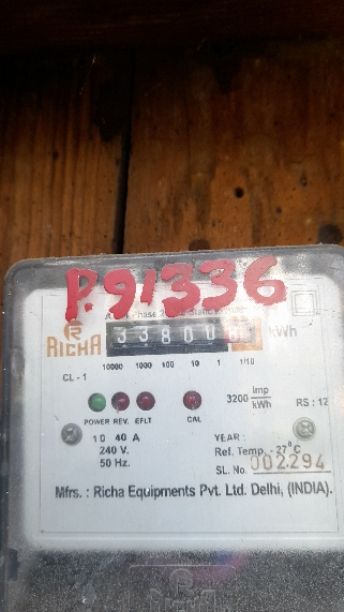 P.91336
RICHA
33800
kWh
10000 1000 100 10 1 1/10
CL - 1
3200 imp/kWh
RS : 12
POWER REV. EFLT CAL
10 40 A
240 V.
50 Hz.
YEAR :
Ref. Temp. - 27°C
SL. No. 002294
Mfrs. : Richa Equipments Pvt. Ltd. Delhi, (INDIA).